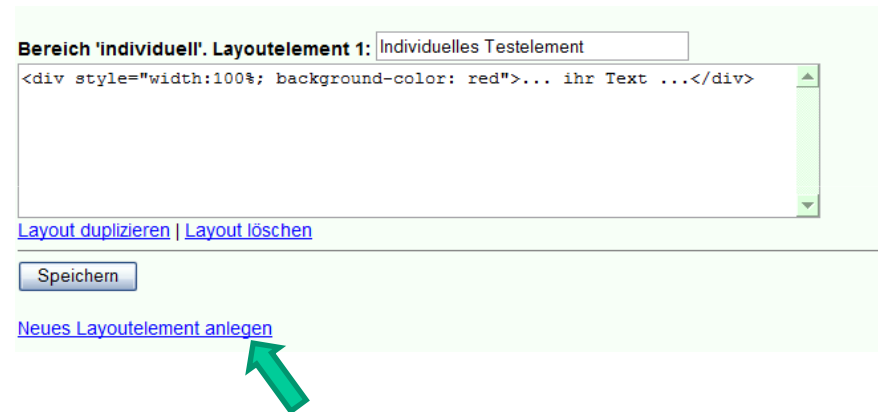 Bereich 'individuell'. Layoutelement 1: Individuelles Testelement
<div style="width:100%; background-color: red">... ihr Text ...</div>
Layout duplizieren | Layout löschen
Speichern
Neues Layoutelement anlegen